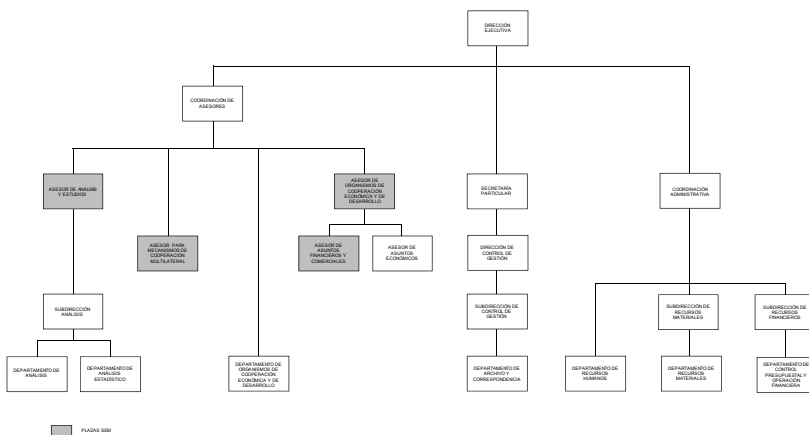 DIRECCIÓN
EJECUTIVA
COORDINACIÓN DE
ASESORES
ASESOR DE ANÁLISIS
Y ESTUDIOS
ASESOR DE
ORGANISMOS DE
COOPERACIÓN
ECONÓMICA Y DE
DESARROLLO
SECRETARÍA
PARTICULAR
COORDINACIÓN
ADMINISTRATIVA
ASESOR PARA
MECANISMOS DE
COOPERACIÓN
MULTILATERAL
ASESOR DE
ASUNTOS
FINANCIEROS Y
COMERCIALES
ASESOR DE
ASUNTOS
ECONÓMICOS
DIRECCIÓN DE
CONTROL DE
GESTIÓN
SUBDIRECCIÓN
ANÁLISIS
SUBDIRECCIÓN DE
CONTROL DE
GESTIÓN
SUBDIRECCIÓN DE
RECURSOS
MATERIALES
SUBDIRECCIÓN DE
RECURSOS
FINANCIEROS
DEPARTAMENTO DE
ANÁLISIS
DEPARTAMENTO DE
ANÁLISIS
ESTADÍSTICO
DEPARTAMENTO DE
ORGANISMOS DE
COOPERACIÓN
ECONÓMICA Y DE
DESARROLLO
DEPARTAMENTO DE
ARCHIVO Y
CORRESPONDENCIA
DEPARTAMENTO DE
RECURSOS
HUMANOS
DEPARTAMENTO DE
RECURSOS
MATERIALES
DEPARTAMENTO DE
CONTROL
PRESUPUESTAL Y
OPERACIÓN
FINANCIERA
PLAZAS SEM